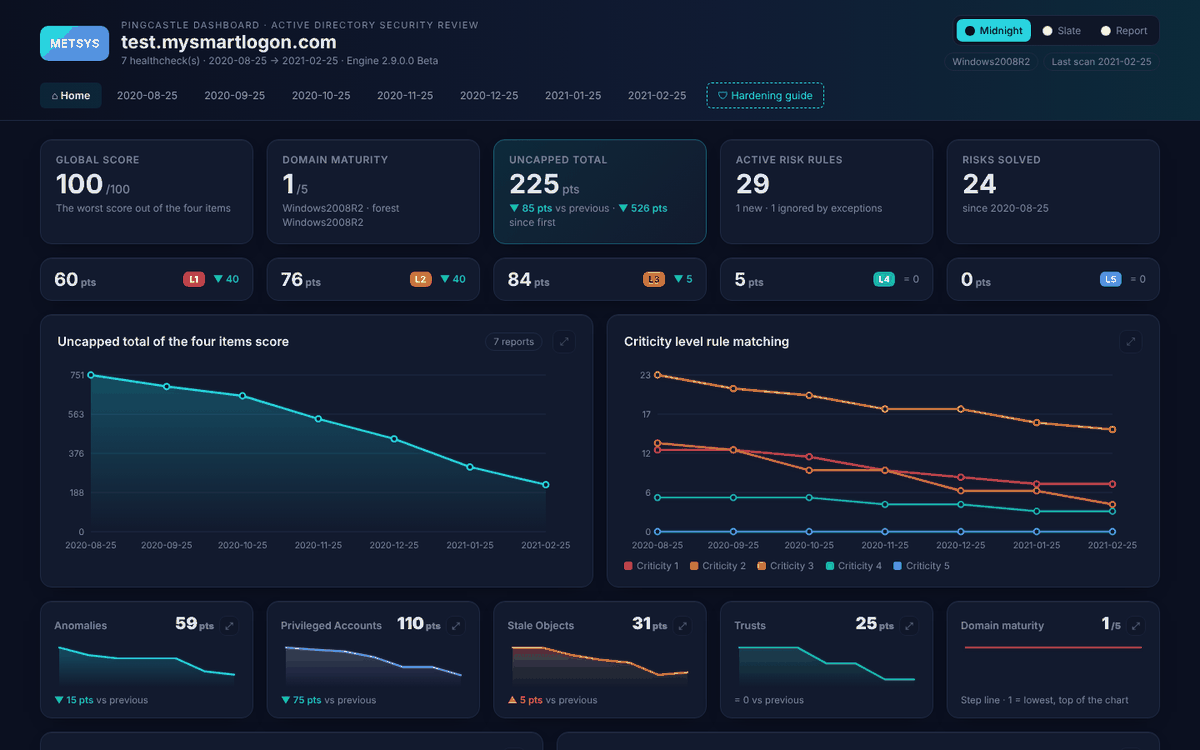 METSYS
PINGCASTLE DASHBOARD · ACTIVE DIRECTORY SECURITY REVIEW
test.mysmartlogon.com
7 healthcheck(s) · 2020-08-25 → 2021-02-25 · Engine 2.9.0.0 Beta
Midnight Slate Report
Windows2008R2 Last scan 2021-02-25
⌂ Home 2020-08-25 2020-09-25 2020-10-25 2020-11-25 2020-12-25 2021-01-25 2021-02-25 Hardening guide
GLOBAL SCORE
100 /100
The worst score out of the four items
DOMAIN MATURITY
1 /5
Windows2008R2 · forest
Windows2008R2
UNCAPPED TOTAL
225 pts
▼ 85 pts vs previous · ▼ 526 pts
since first
ACTIVE RISK RULES
29
1 new · 1 ignored by exceptions
RISKS SOLVED
24
since 2020-08-25
60 pts L1 ▼ 40
76 pts L2 ▼ 40
84 pts L3 ▼ 5
5 pts L4 = 0
0 pts L5 = 0
Uncapped total of the four items score 7 reports
751
563
376
188
0
2020-08-25 2020-09-25 2020-10-25 2020-11-25 2020-12-25 2021-01-25 2021-02-25
Criticity level rule matching
23
17
12
6
0
2020-08-25 2020-09-25 2020-10-25 2020-11-25 2020-12-25 2021-01-25 2021-02-25
Criticity 1 Criticity 2 Criticity 3 Criticity 4 Criticity 5
Anomalies 59 pts
▼ 15 pts vs previous
Privileged Accounts 110 pts
▼ 75 pts vs previous
Stale Objects 31 pts
▲ 5 pts vs previous
Trusts 25 pts
= 0 vs previous
Domain maturity 1 /5
Step line · 1 = lowest, top of the chart